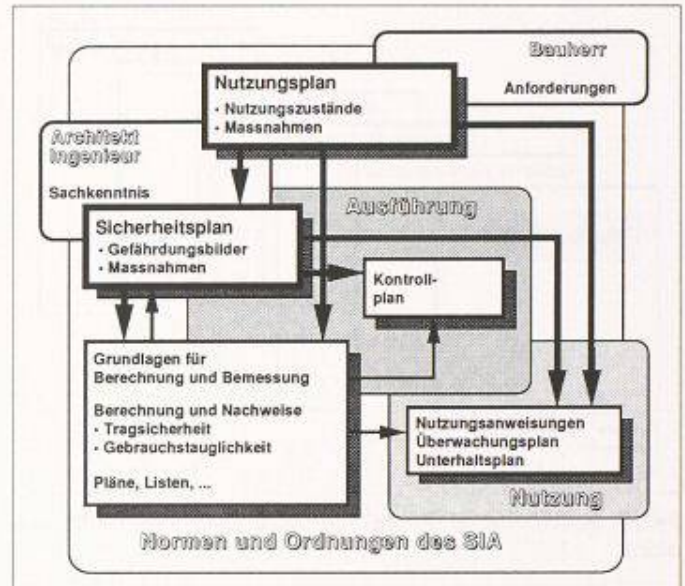 Bauherr
Anforderungen
Nutzungsplan
- Nutzungszustände
- Massnahmen
Architekt
Ingenieur
Sachkenntnis
Ausführung
Sicherheitsplan
- Gefährdungsbilder
- Massnahmen
Kontroll-
plan
Grundlagen für
Berechnung und Bemessung
Berechnung und Nachweise
- Tragsicherheit
- Gebrauchstauglichkeit
Pläne, Listen, ...
Nutzungsanweisungen
Überwachungsplan
Unterhaltsplan
Nutzung
Normen und Ordnungen des SIA